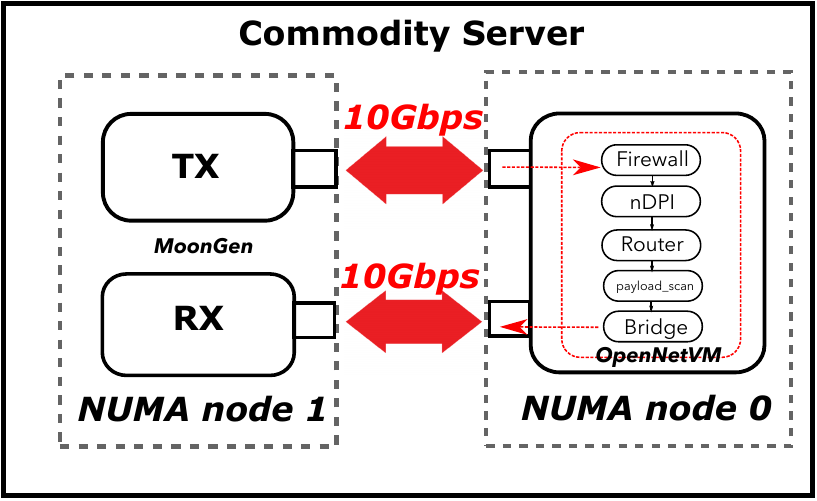 Commodity Server
10Gbps
TX
Firewall
nDPI
MoonGen
Router
10Gbps
payload_scan
RX
Bridge
OpenNetVM
NUMA node 1
NUMA node 0